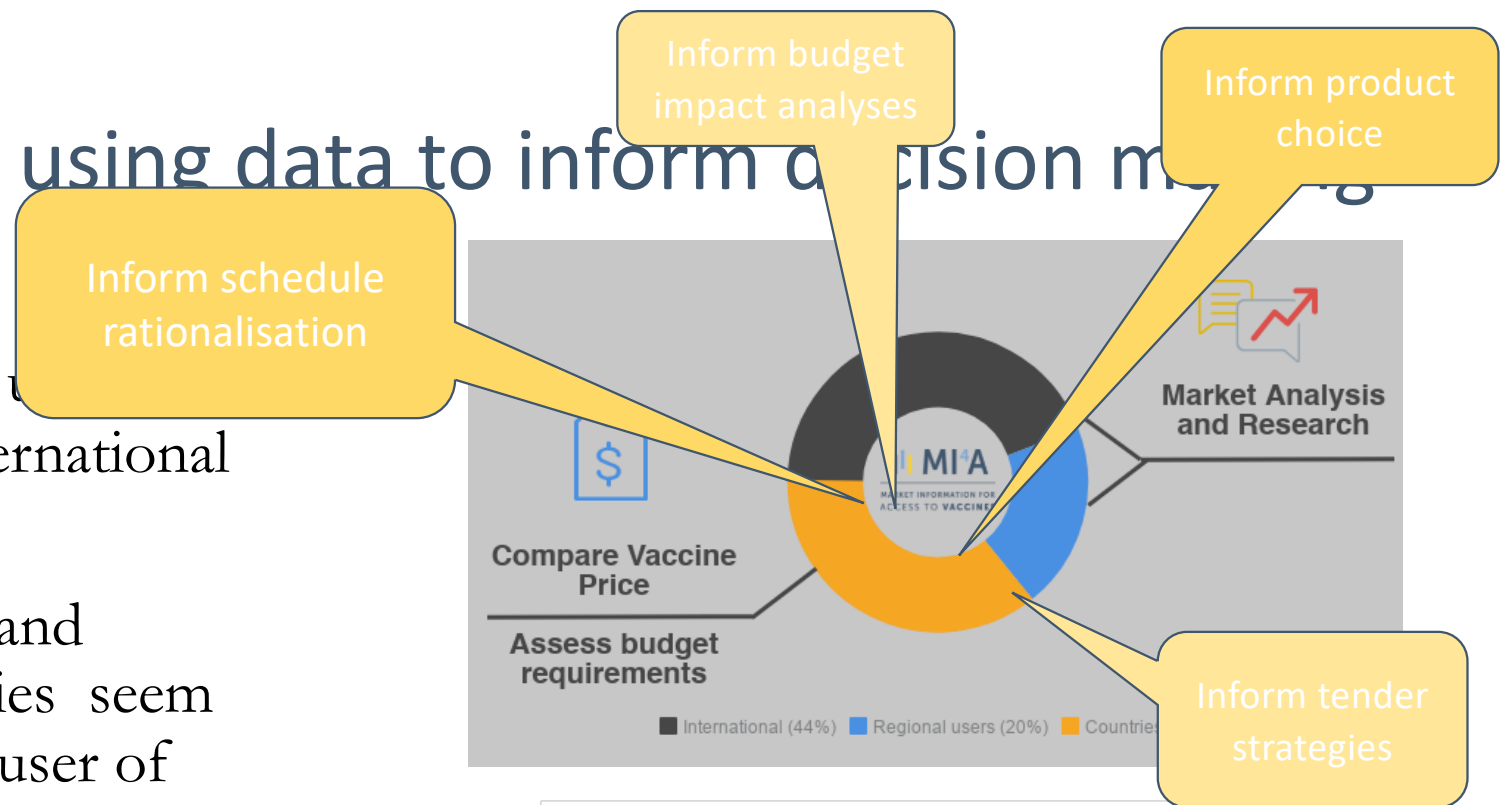 Inform budget
impact analyses
Inform product
choice
using data to inform
Inform schedule
rationalisation
ernational
and
ies seem
user of
$
Compare Vaccine
Price
Assess budget
requirements
Market Analysis
and Research
MI4A
MARKET INFORMATION FOR
ACCESS TO VACCINES
International (44%) Regional users (20%) Countries
Inform tender
strategies